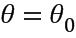 θ = θ₀